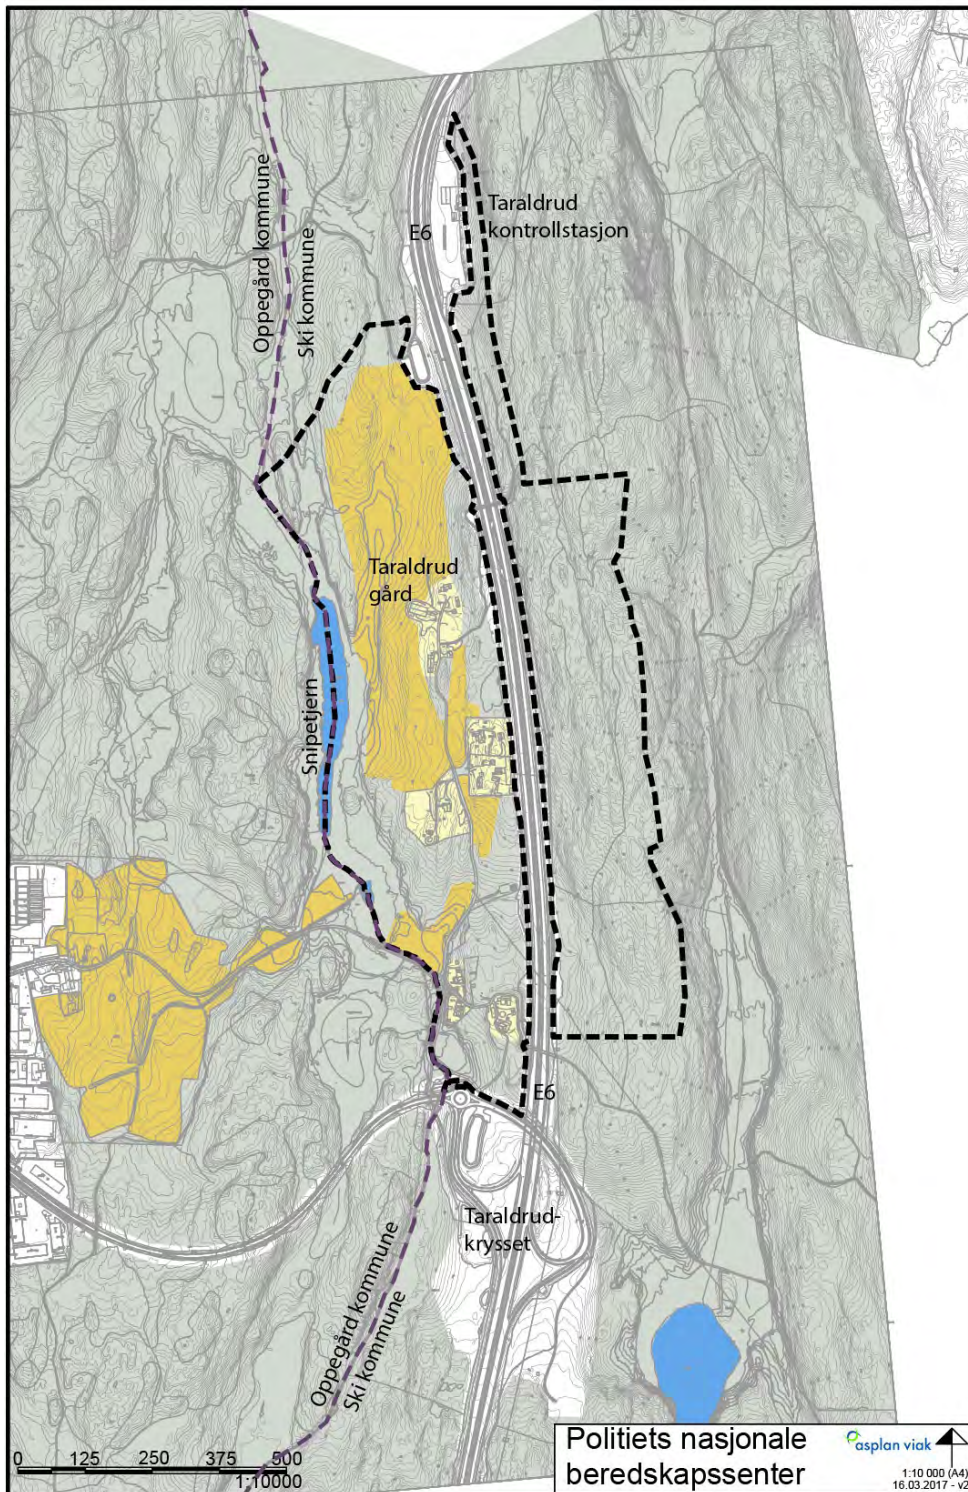 Oppegård kommune
Ski kommune
E6
Taraldrud
kontrollstasjon
Taraldrud
gård
Snipetjern
E6
Taraldrud-
krysset
Oppegård kommune
Ski kommune
0 125 250 375 500
1:10000
Politiets nasjonale
beredskapssenter
asplan viak
1:10 000 (A4)
16.03.2017 - v2